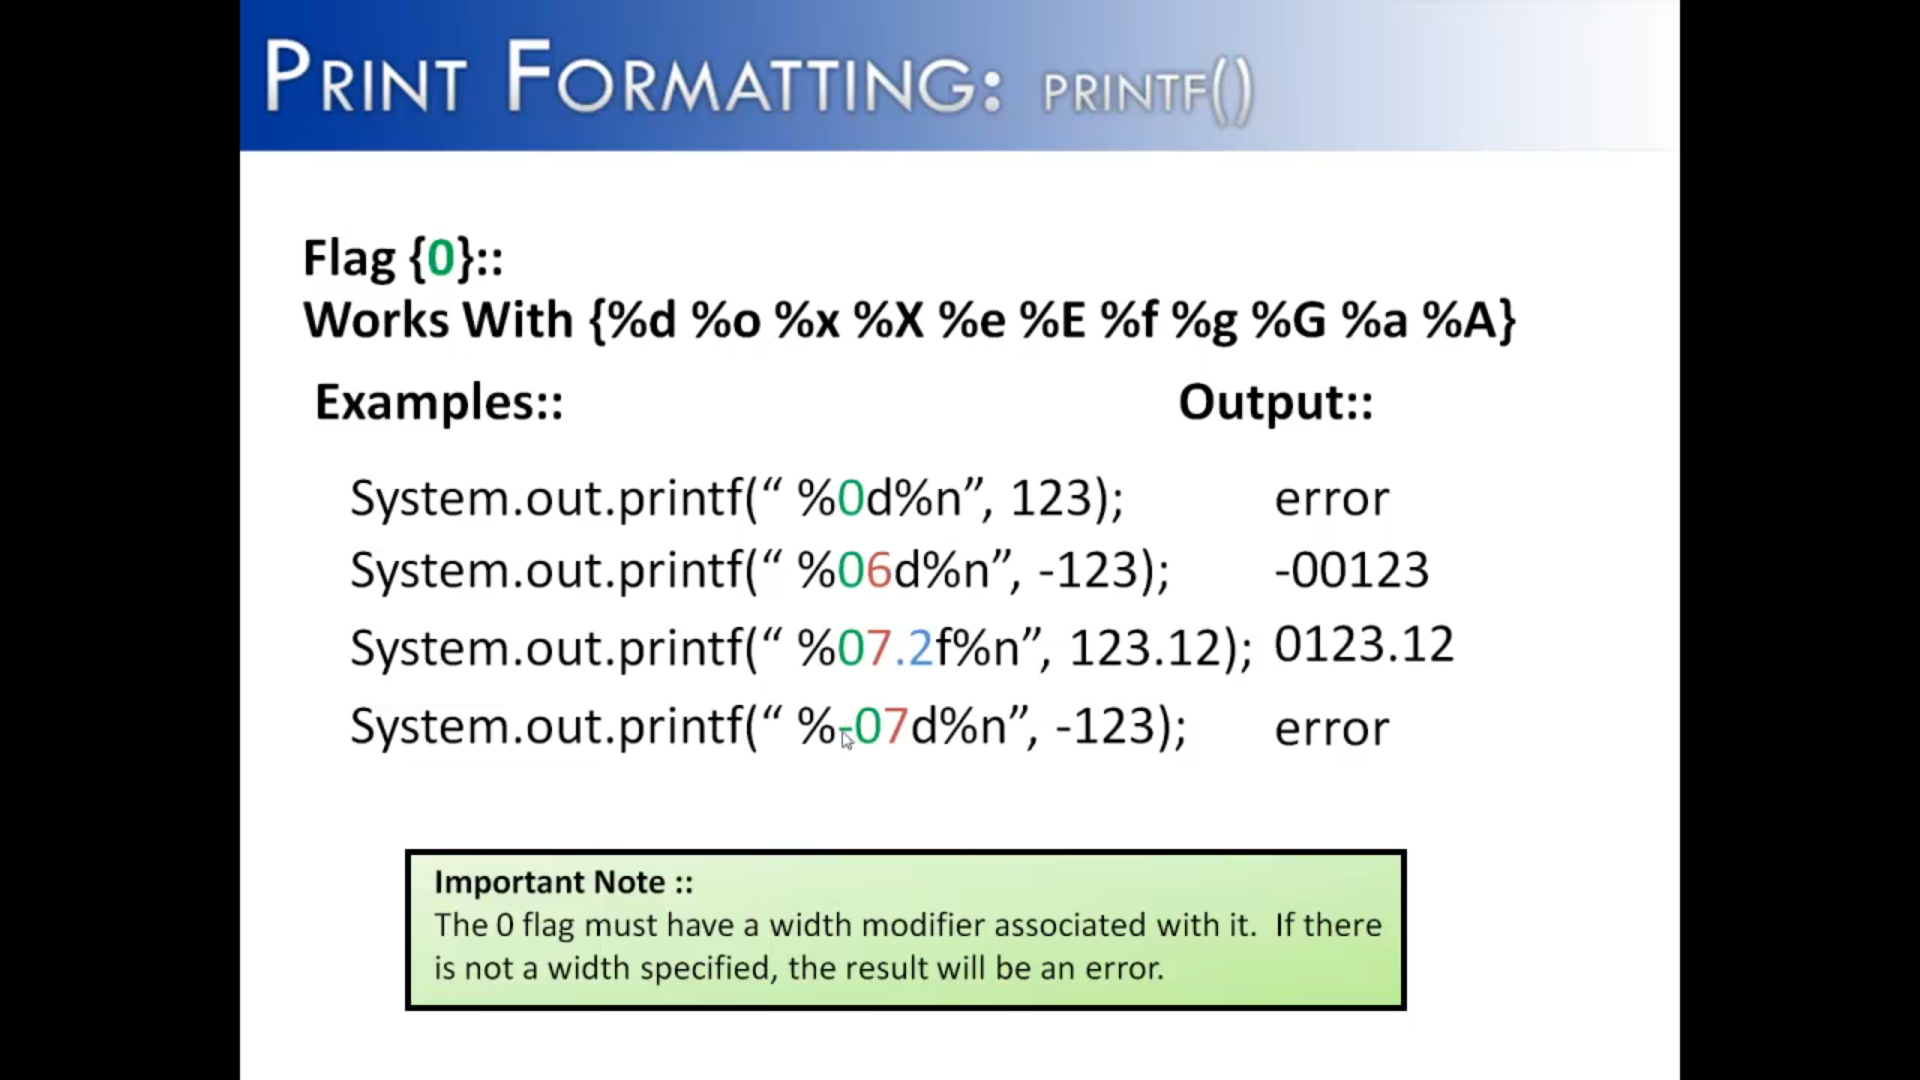 PRINT FORMATTING: PRINTF()
Flag {0}::
Works With {%d %o %x %X %e %E %f %g %G %a %A}
Examples:: Output::
System.out.printf(“ %0d%n”, 123); error
System.out.printf(“ %06d%n”, -123); -00123
System.out.printf(“ %07.2f%n”, 123.12); 0123.12
System.out.printf(“ %-07d%n”, -123); error
Important Note ::
The 0 flag must have a width modifier associated with it. If there
is not a width specified, the result will be an error.